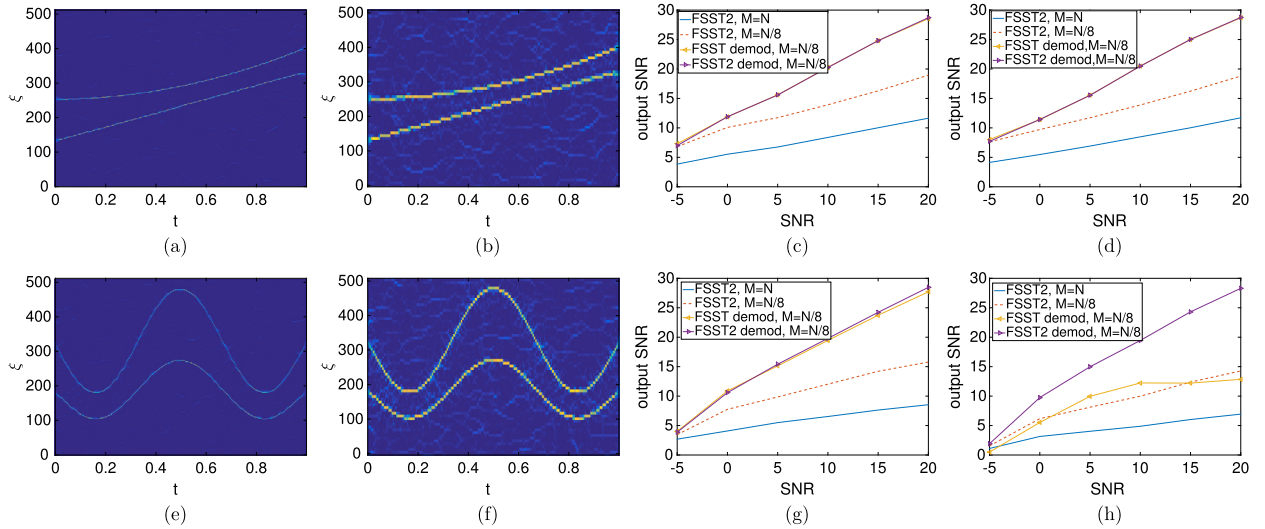 400
300
200
100
0
ξ
0 0.2 0.4 0.6 0.8
t
(a)
500
400
300
200
100
0
ξ
0 0.2 0.4 0.6 0.8
t
(b)
30
25
20
15
10
5
0
output SNR
FSST2, M=N
FSST2, M=N/8
FSST demod, M=N/8
FSST2 demod, M=N/8
-5 0 5 10 15 20
SNR
(c)
30
25
20
15
10
5
0
output SNR
FSST2, M=N
FSST2, M=N/8
FSST demod,M=N/8
FSST2 demod,M=N/8
-5 0 5 10 15 20
SNR
(d)
500
400
300
200
100
0
ξ
0 0.2 0.4 0.6 0.8
t
(e)
500
400
300
200
100
0
ξ
0 0.2 0.4 0.6 0.8
t
(f)
30
25
20
15
10
5
0
output SNR
FSST2, M=N
FSST2, M=N/8
FSST demod, M=N/8
FSST2 demod, M=N/8
-5 0 5 10 15 20
SNR
(g)
30
25
20
15
10
5
0
output SNR
FSST2, M=N
FSST2, M=N/8
FSST demod, M=N/8
FSST2 demod, M=N/8
-5 0 5 10 15 20
SNR
(h)